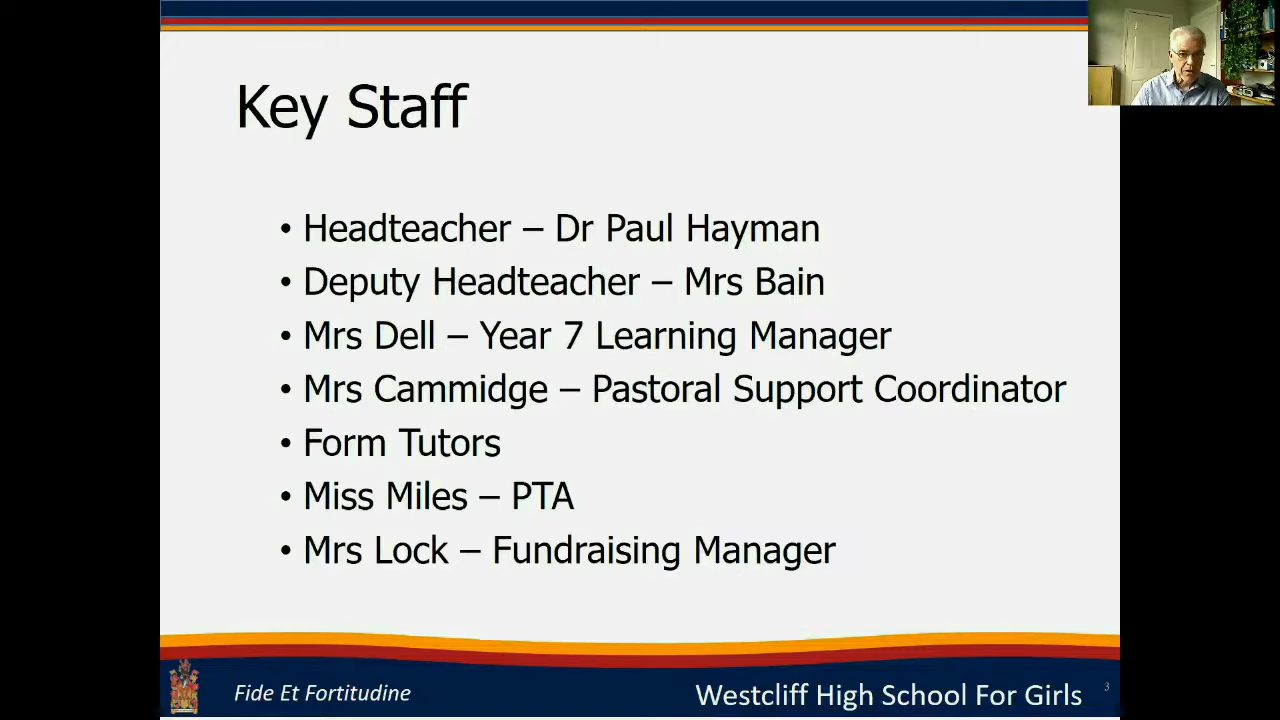 Key Staff
• Headteacher – Dr Paul Hayman
• Deputy Headteacher – Mrs Bain
• Mrs Dell – Year 7 Learning Manager
• Mrs Cammidge – Pastoral Support Coordinator
• Form Tutors
• Miss Miles – PTA
• Mrs Lock – Fundraising Manager
Fide Et Fortitudine
Westcliff High School For Girls
3